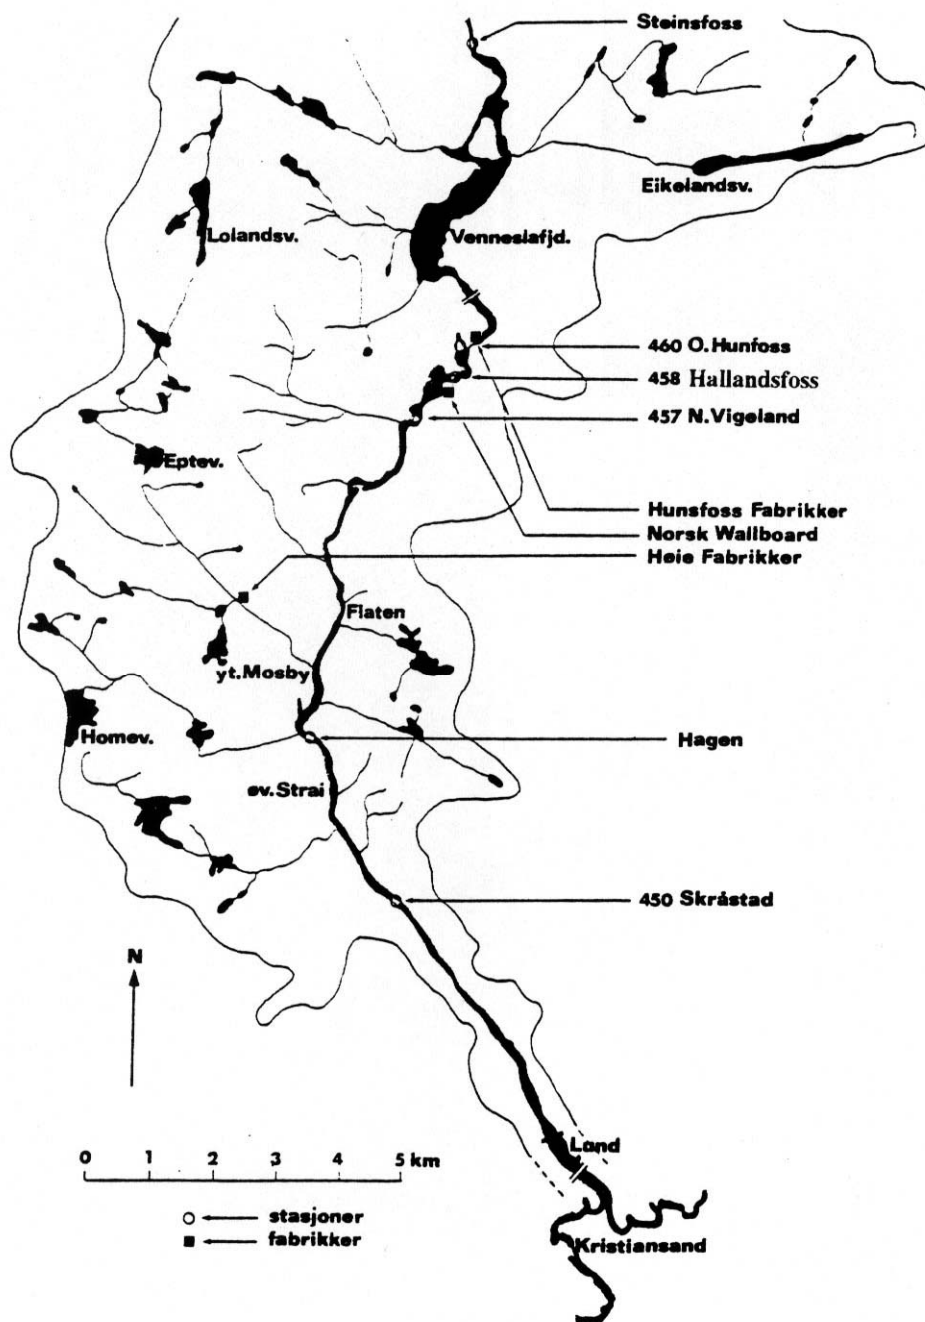 Steinsfoss
Eikelandsv.
Lolandsv.
Venneslafjd.
460 O.Hunfoss
458 Hallandsfoss
457 N.Vigeland
Eptev.
Hunsfoss Fabrikker
Norsk Wallboard
Høie Fabrikker
Flaten
yt.Mosby
Homev.
Hagen
øv.Strai
450 Skråstad
N
Lund
0 1 2 3 4 5 km
stasjoner
fabrikker
Kristiansand